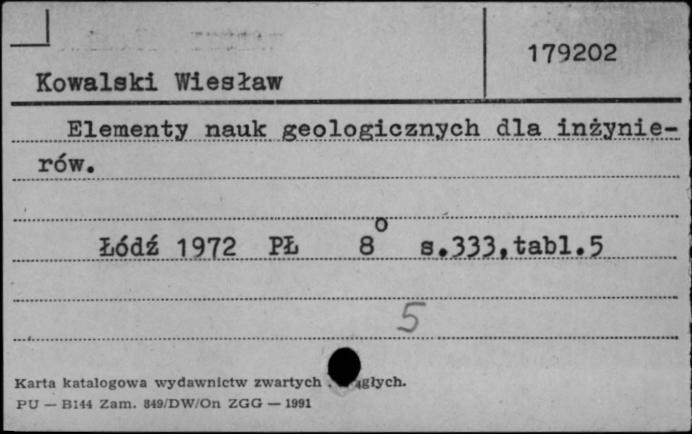 179202
Kowalski Wiesław
Elementy nauk geologicznych dla inżynie-
rów.
Łódź 1972 PŁ 8° s.333,tabl.5
5
Karta katalogowa wydawnictw zwartych
PU — B144 Zam. 849/DW/On ZGG — 1991